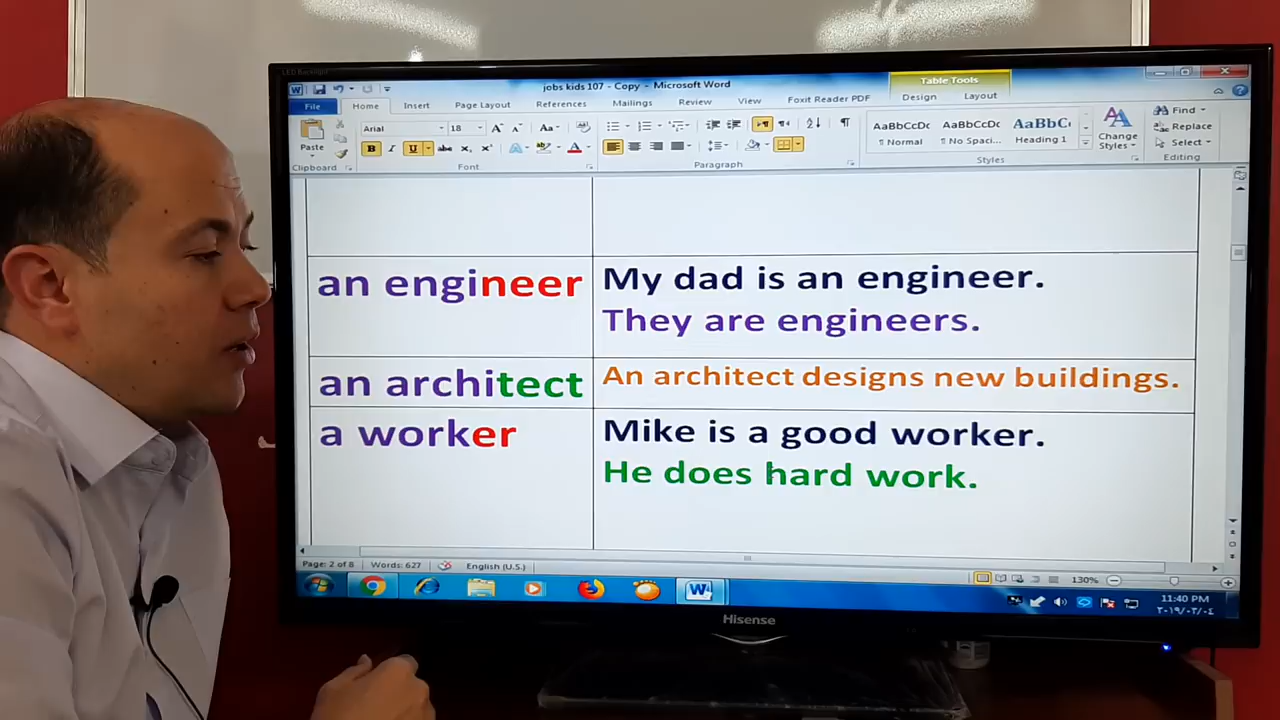 jobs kids 107 - Copy - Microsoft Word
Table Tools
File Home Insert Page Layout References Mailings Review View Foxit Reader PDF Design Layout
Arial 18
Paste
AaBbCcDc AaBbCcDc AaBbC
¶ Normal ¶ No Spaci... Heading 1
Change Styles
Find
Replace
Select
Clipboard Font Paragraph Styles Editing
an engineer
My dad is an engineer.
They are engineers.
an architect
An architect designs new buildings.
a worker
Mike is a good worker.
He does hard work.
Page: 2 of 8 Words: 627 English (U.S.) 130%
11:40 PM
٢٠١٩/٠٢/٠٤
Hisense